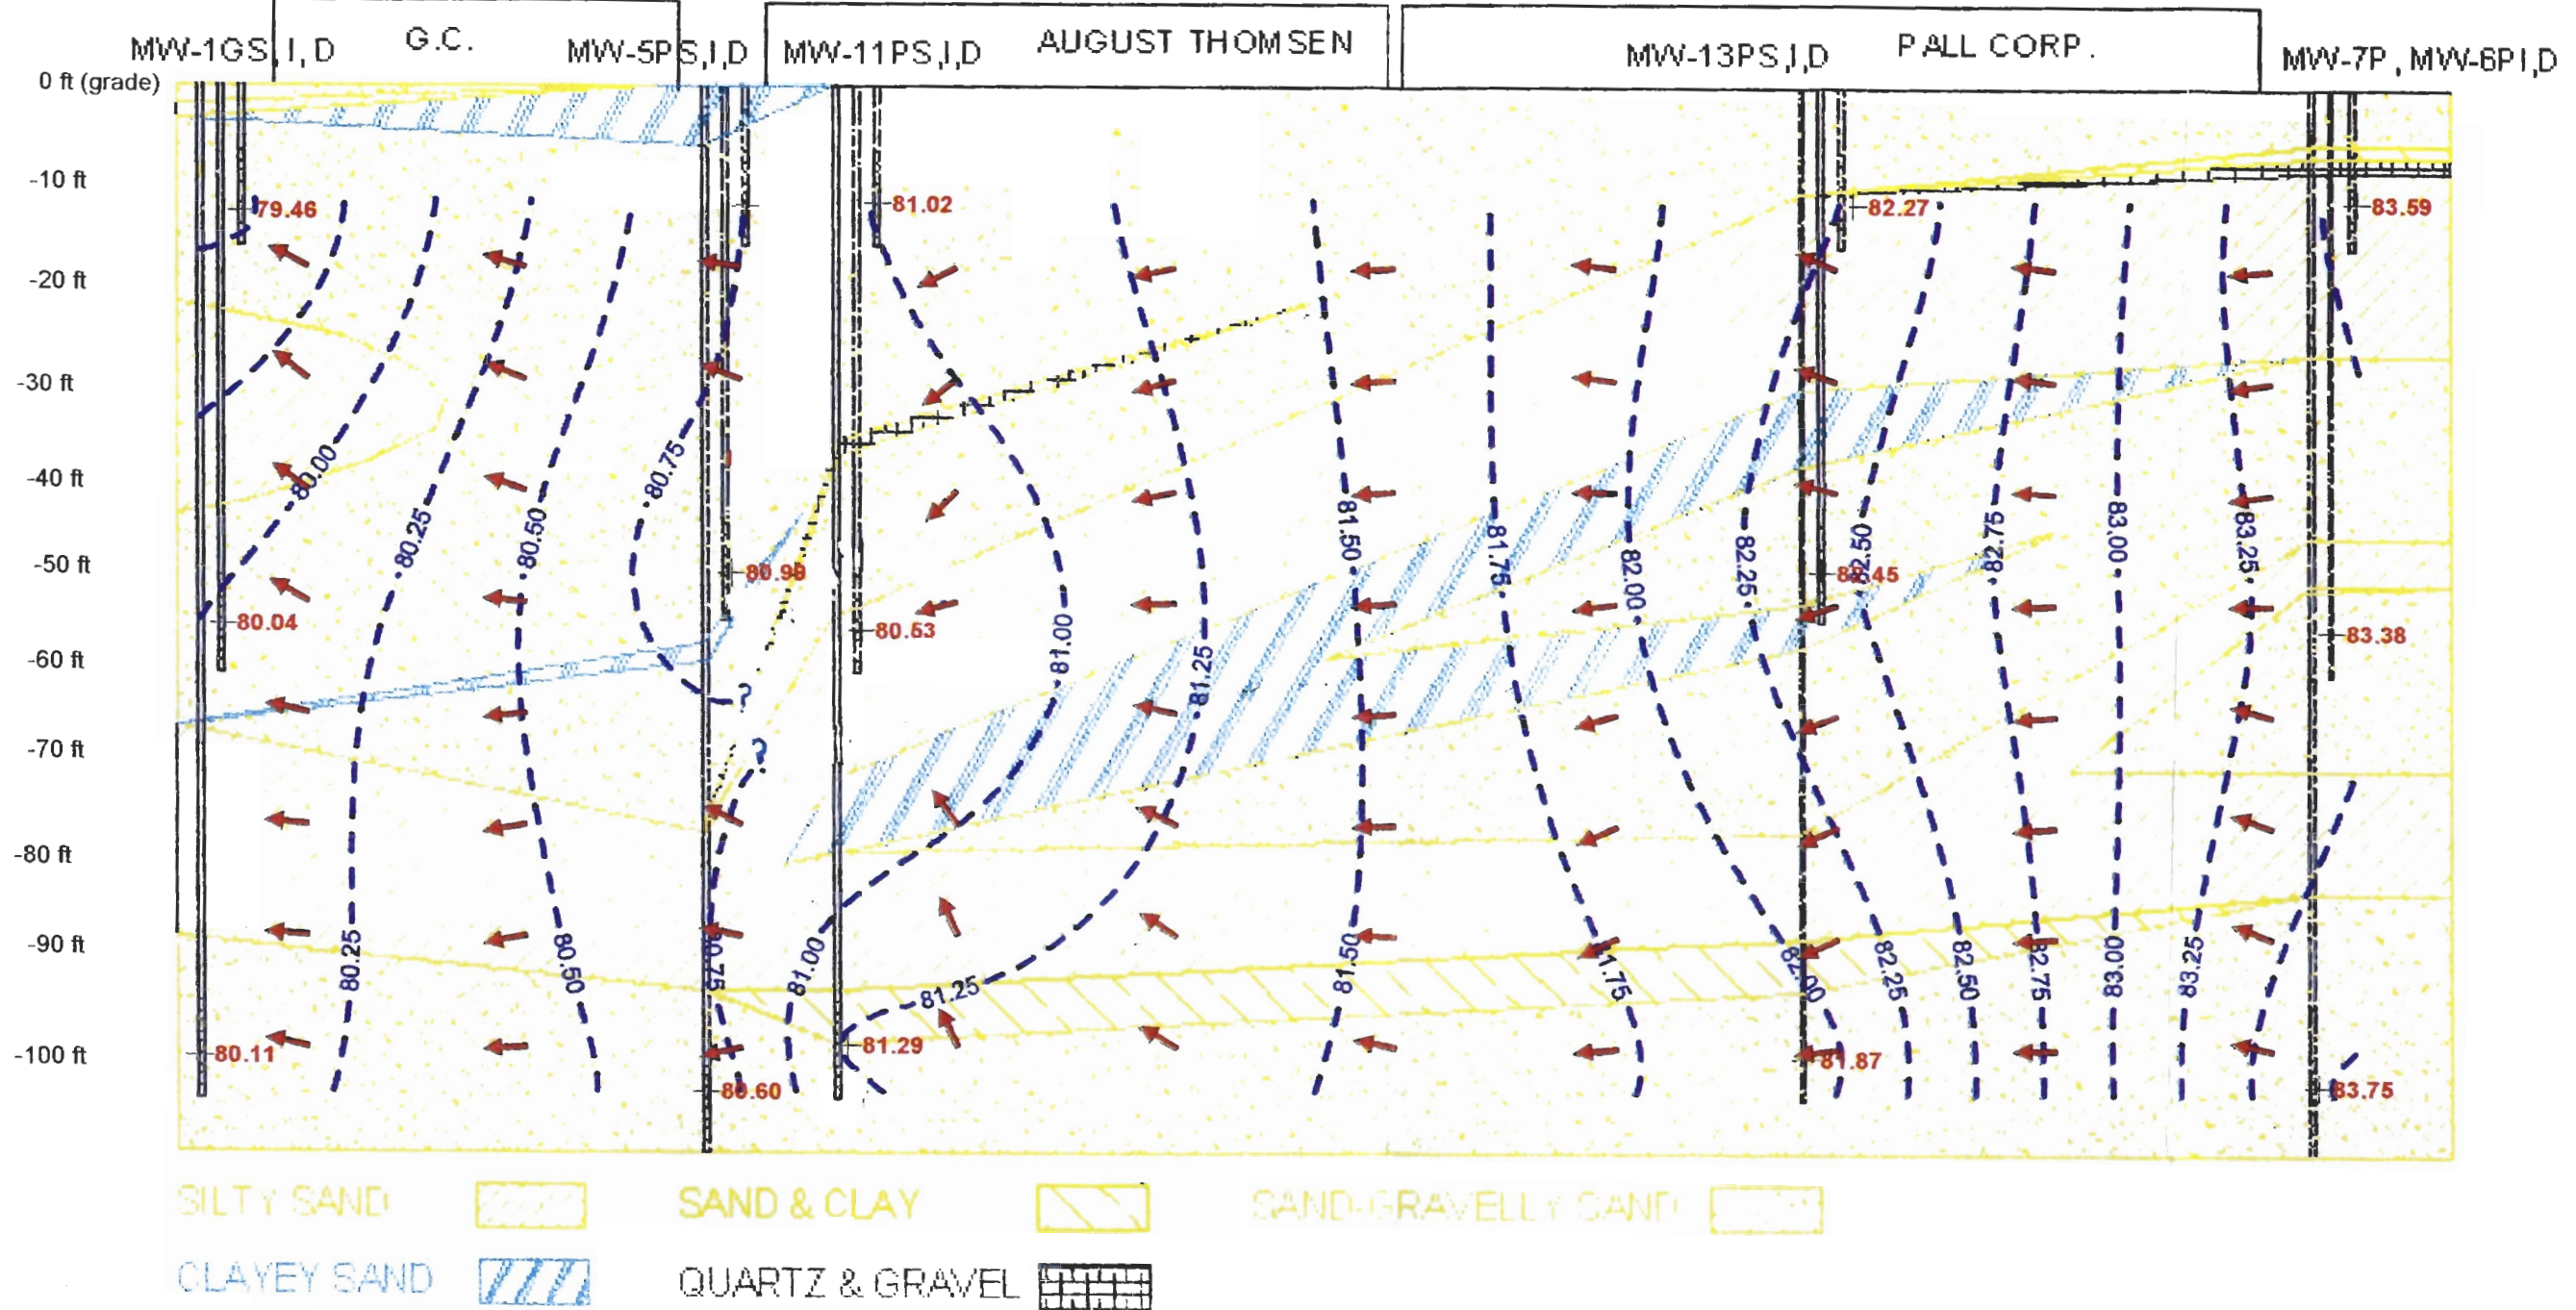 G.C.
AUGUST THOMSEN
PALL CORP.
MW-1GS, I, D
MW-5PS,I,D
MW-11PS,I,D
MW-13PS,I,D
MW-7P, MW-6PI,D
0 ft (grade)
-10 ft
-20 ft
-30 ft
-40 ft
-50 ft
-60 ft
-70 ft
-80 ft
-90 ft
-100 ft
79.46
81.02
82.27
83.59
80.00
80.25
80.50
80.75
81.00
81.25
81.50
81.75
82.00
82.25
82.50
82.75
83.00
83.25
80.04
80.53
83.38
?
?
80.25
80.50
81.00
81.25
81.50
82.00
82.25
82.50
82.75
83.00
83.25
80.11
80.60
81.29
81.87
83.75
SILTY SAND
SAND & CLAY
SAND-GRAVELLY SAND
CLAYEY SAND
QUARTZ & GRAVEL